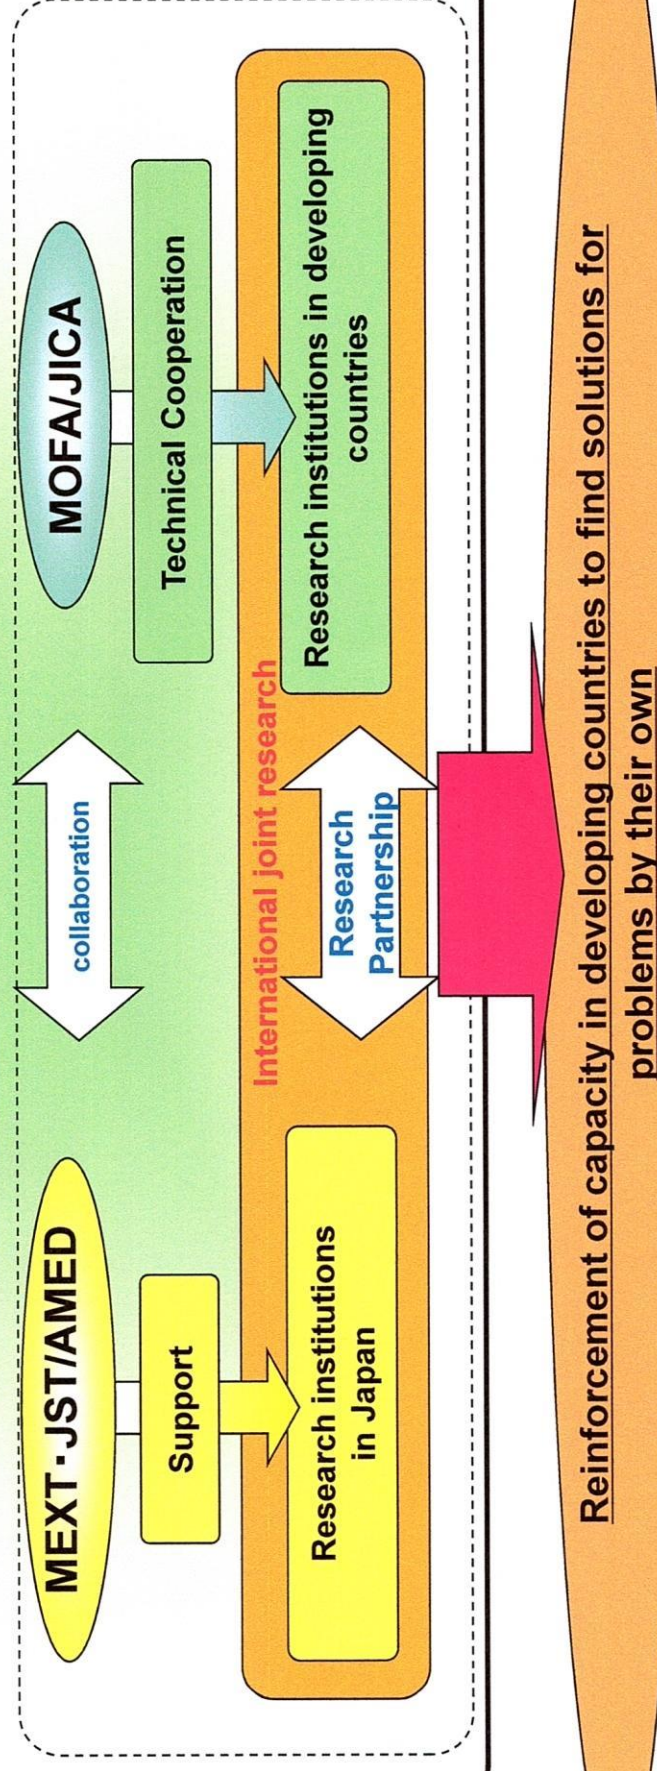 MEXT・JST/AMED
collaboration
MOFA/JICA
Support
Technical Cooperation
International joint research
Research institutions
in Japan
Research
Partnership
Research institutions in developing
countries
Reinforcement of capacity in developing countries to find solutions for
problems by their own